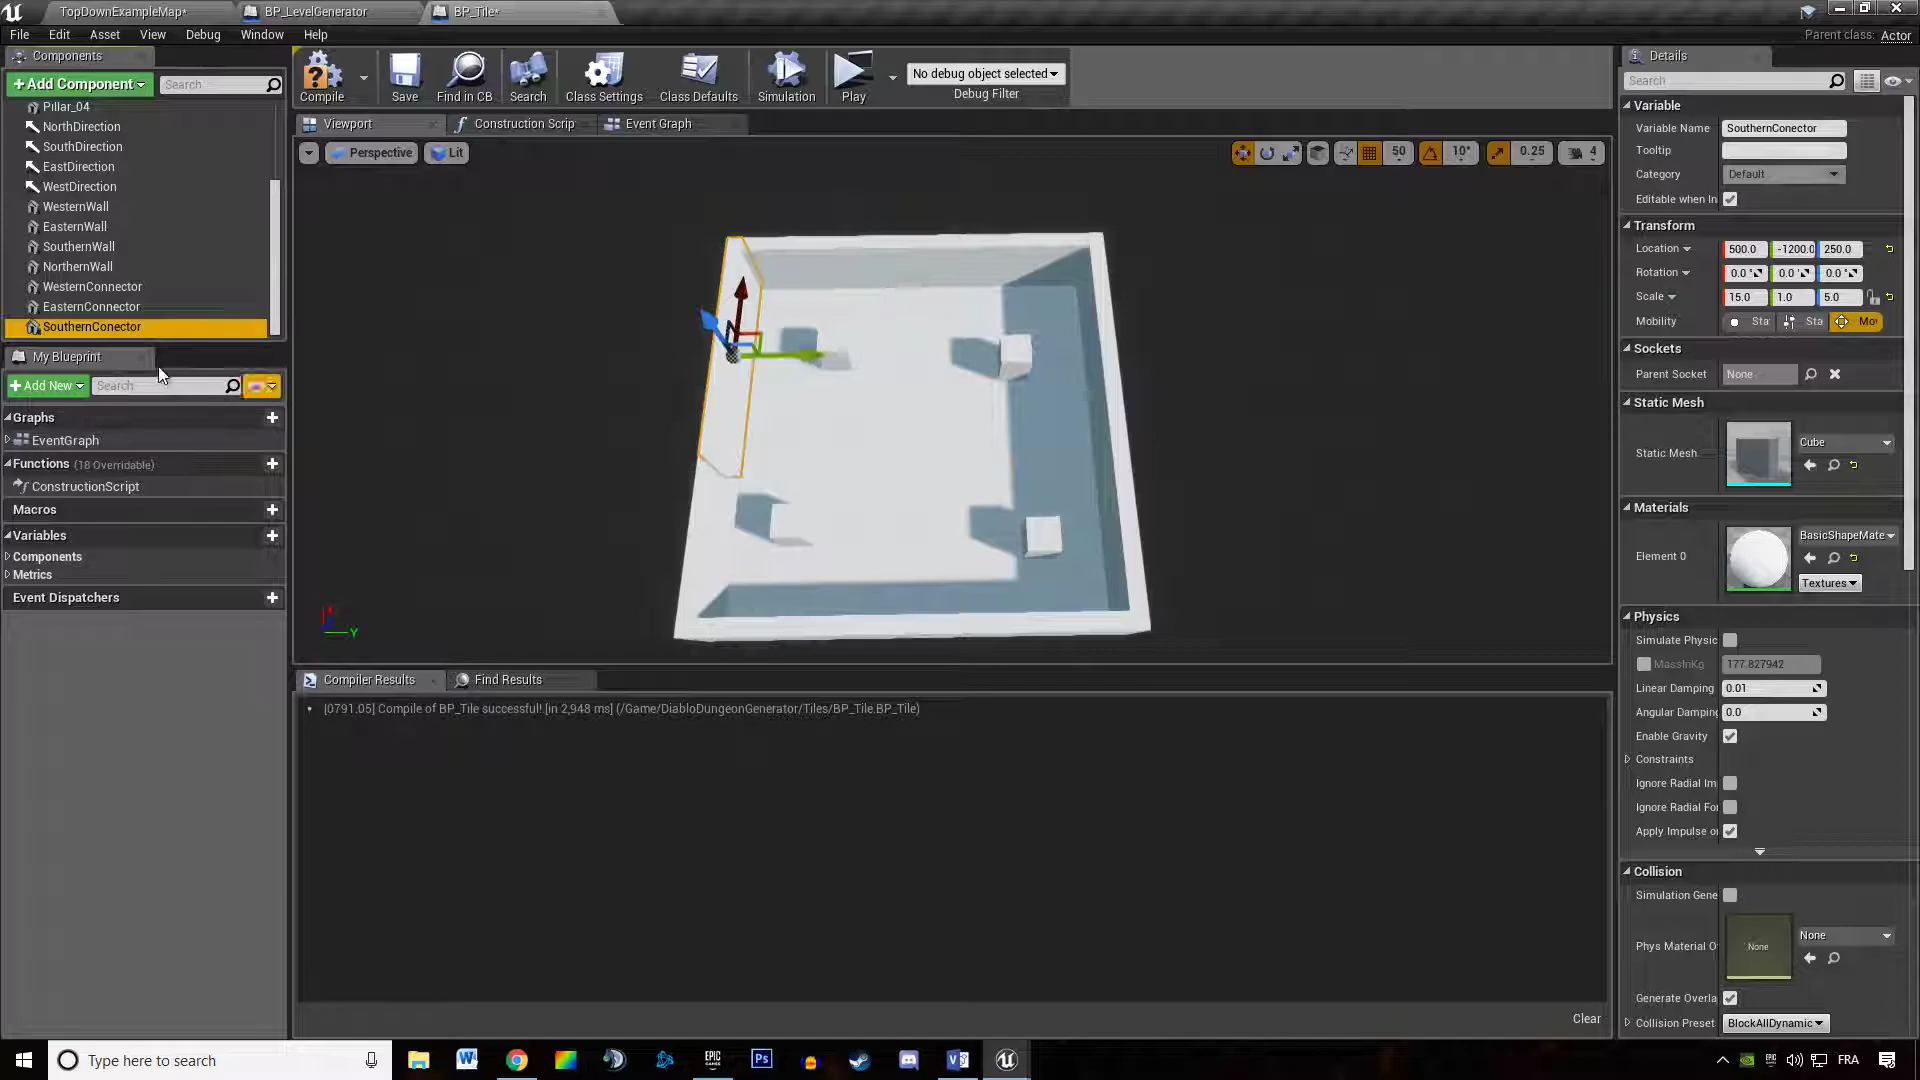 TopDownExampleMap*
BP_LevelGenerator
BP_Tile*
File Edit Asset View Debug Window Help
Parent class: Actor
Components
Add Component
Search
Pillar_04
NorthDirection
SouthDirection
EastDirection
WestDirection
WesternWall
EasternWall
SouthernWall
NorthernWall
WesternConnector
EasternConnector
SouthernConector
My Blueprint
Add New
Search
Graphs
EventGraph
Functions (18 Overridable)
ConstructionScript
Macros
Variables
Components
Metrics
Event Dispatchers
Compile
Save
Find in CB
Search
Class Settings
Class Defaults
Simulation
Play
No debug object selected
Debug Filter
Viewport
Construction Scrip
Event Graph
Perspective
Lit
50
10°
0.25
4
Y
Compiler Results
Find Results
[0791.05] Compile of BP_Tile successful! [in 2,948 ms] (/Game/DiabloDungeonGenerator/Tiles/BP_Tile.BP_Tile)
Clear
Details
Search
Variable
Variable Name SouthernConector
Tooltip
Category Default
Editable when In
Transform
Location 500.0 -1200.0 250.0
Rotation 0.0 ° 0.0 ° 0.0 °
Scale 15.0 1.0 5.0
Mobility Sta Sta Mo
Sockets
Parent Socket None
Static Mesh
Static Mesh Cube
Materials
Element 0 BasicShapeMate
Textures
Physics
Simulate Physic
MassInKg 177.827942
Linear Damping 0.01
Angular Damping 0.0
Enable Gravity
Constraints
Ignore Radial Im
Ignore Radial For
Apply Impulse o
Collision
Simulation Gene
Phys Material O None None
Generate Overla
Collision Preset BlockAllDynamic
Type here to search
EPIC GAMES
Ps
FRA